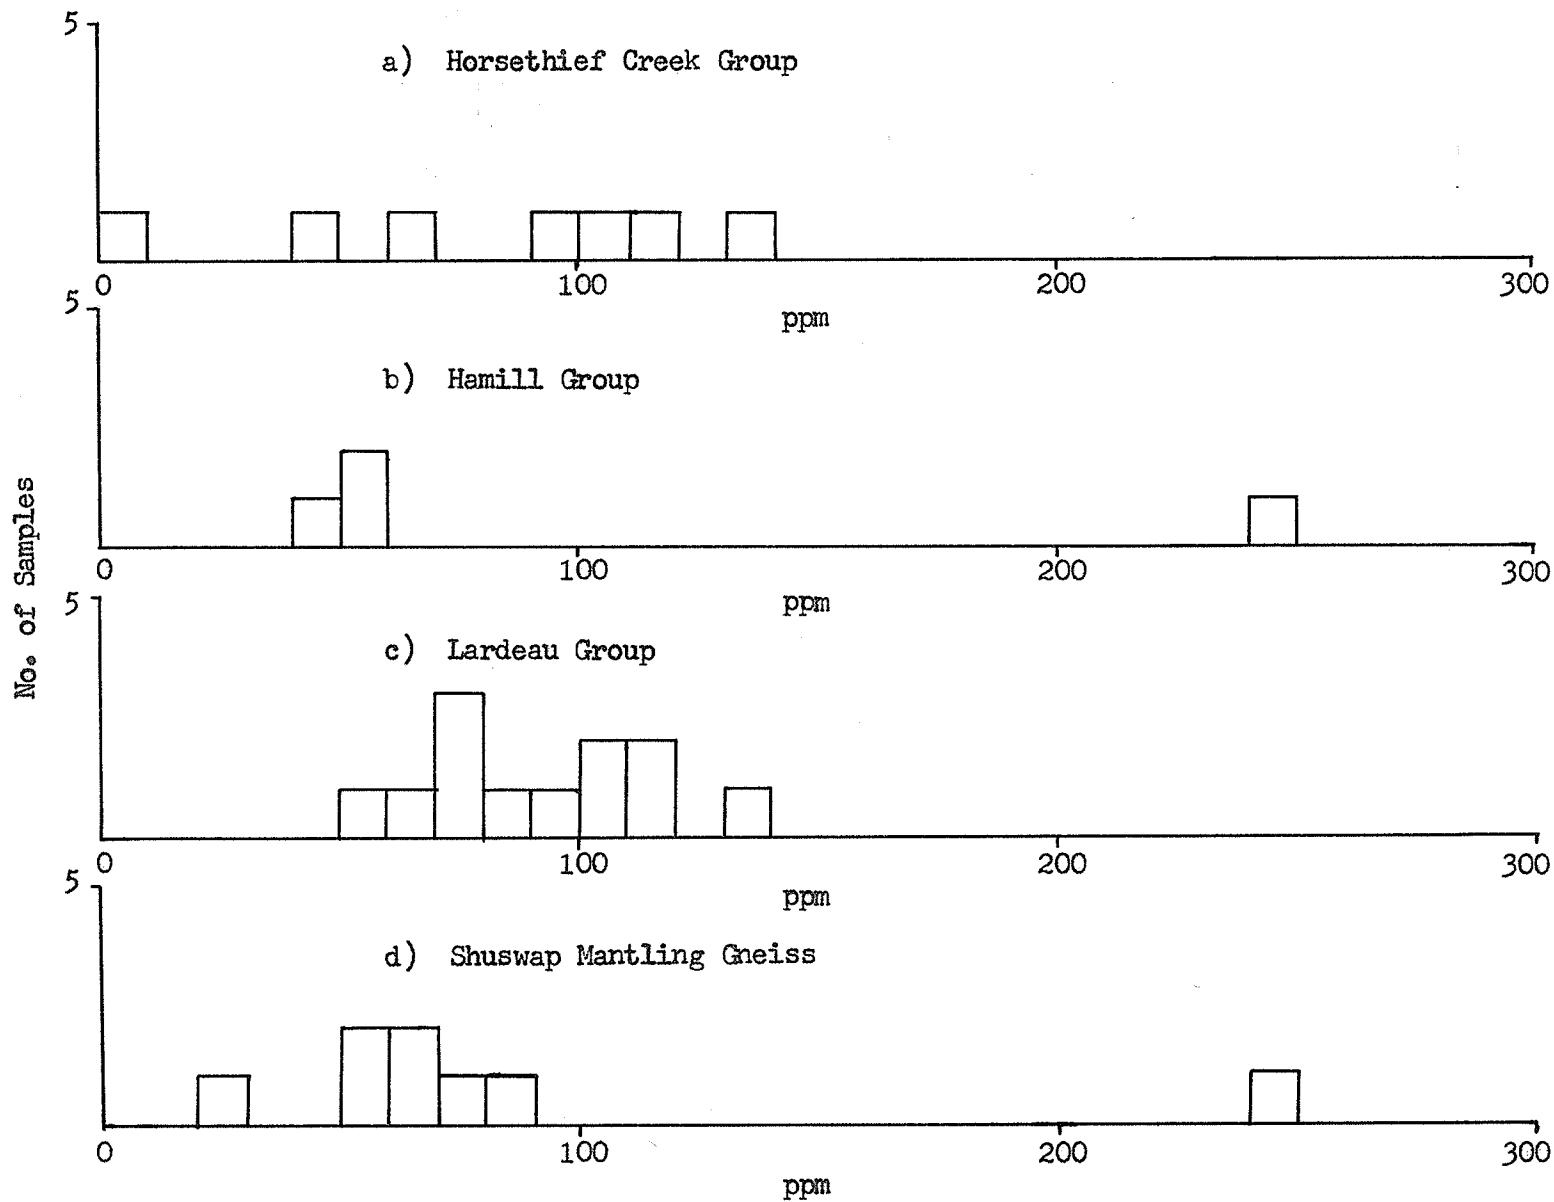 No. of Samples
5
a) Horsethief Creek Group
0 100 200 300
ppm
5
b) Hamill Group
0 100 200 300
ppm
5
c) Lardeau Group
0 100 200 300
ppm
5
d) Shuswap Mantling Gneiss
0 100 200 300
ppm